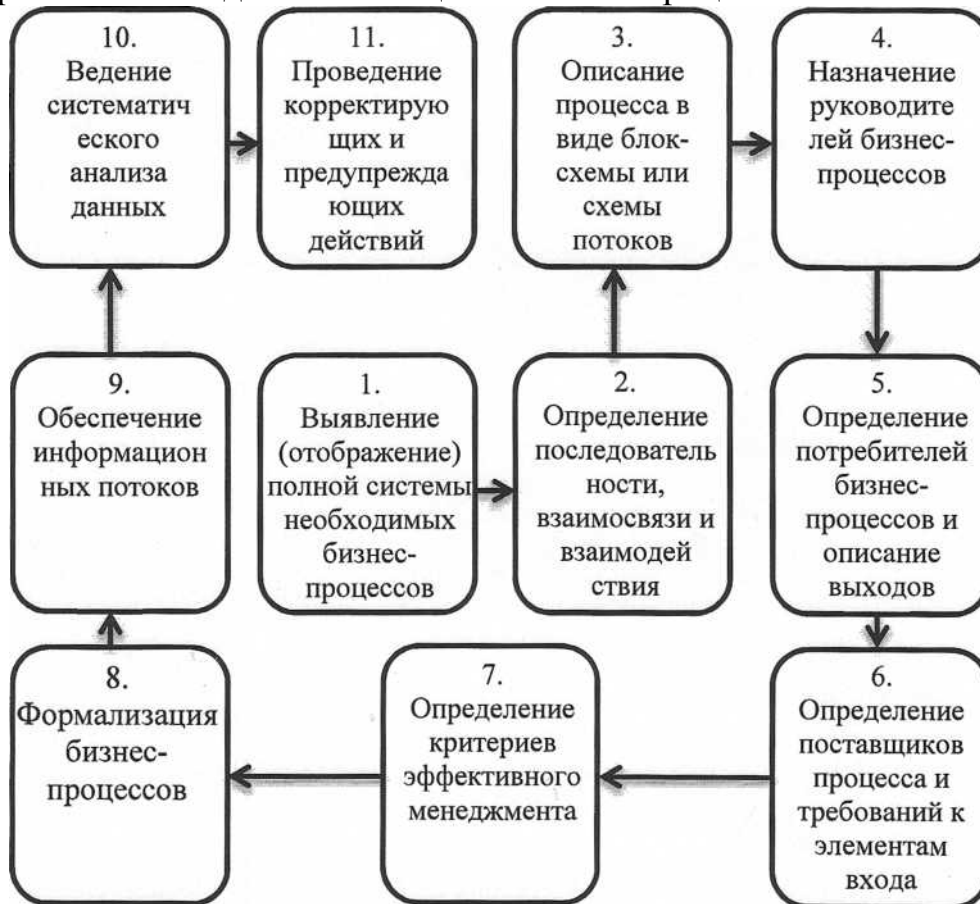 10.
Ведение
систематич
еского
анализа
данных
11.
Проведение
корректирую
щих и
предупрежда
ющих
действий
3.
Описание
процесса в
виде блок-
схемы или
схемы
потоков
4.
Назначение
руководите
лей бизнес-
процессов
9.
Обеспечение
информацион
ных потоков
1.
Выявление
(отображение)
полной системы
необходимых
бизнес-
процессов
2.
Определение
последователь
ности,
взаимосвязи и
взаимодей
ствия
5.
Определение
потребителей
бизнес-
процессов и
описание
выходов
8.
Формализация
бизнес-
процессов
7.
Определение
критериев
эффективного
менеджмента
6.
Определение
поставщиков
процесса и
требований к
элементам
входа